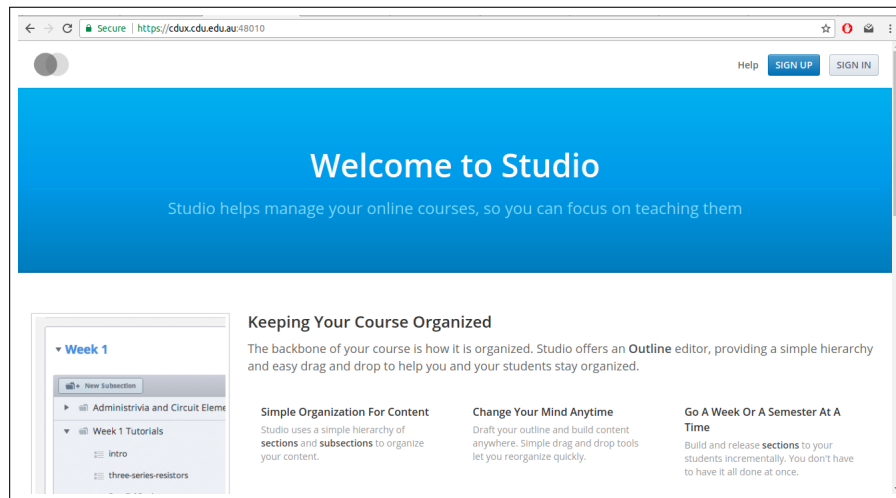 Secure | https://cdux.cdu.edu.au:48010
Help SIGN UP SIGN IN
Welcome to Studio
Studio helps manage your online courses, so you can focus on teaching them
Week 1
New Subsection
Administrivia and Circuit Eleme
Week 1 Tutorials
intro
three-series-resistors
Keeping Your Course Organized
The backbone of your course is how it is organized. Studio offers an Outline editor, providing a simple hierarchy
and easy drag and drop to help you and your students stay organized.
Simple Organization For Content
Studio uses a simple hierarchy of
sections and subsections to organize
your content.
Change Your Mind Anytime
Draft your outline and build content
anywhere. Simple drag and drop tools
let you reorganize quickly.
Go A Week Or A Semester At A
Time
Build and release sections to your
students incrementally. You don't have
to have it all done at once.